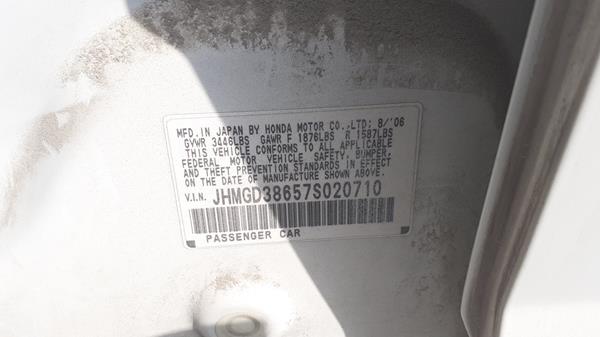 MFD. IN JAPAN BY HONDA MOTOR CO.,LTD: 8/'06
GVWR 3446LBS GAWR F 1876LBS R 1587LBS
THIS VEHICLE CONFORMS TO ALL APPLICABLE
FEDERAL MOTOR VEHICLE SAFETY, BUMPER,
AND THEFT PREVENTION STANDARDS IN EFFECT
ON THE DATE OF MANUFACTURE SHOWN ABOVE.
V.I.N. JHMGD38657S020710
PASSENGER CAR